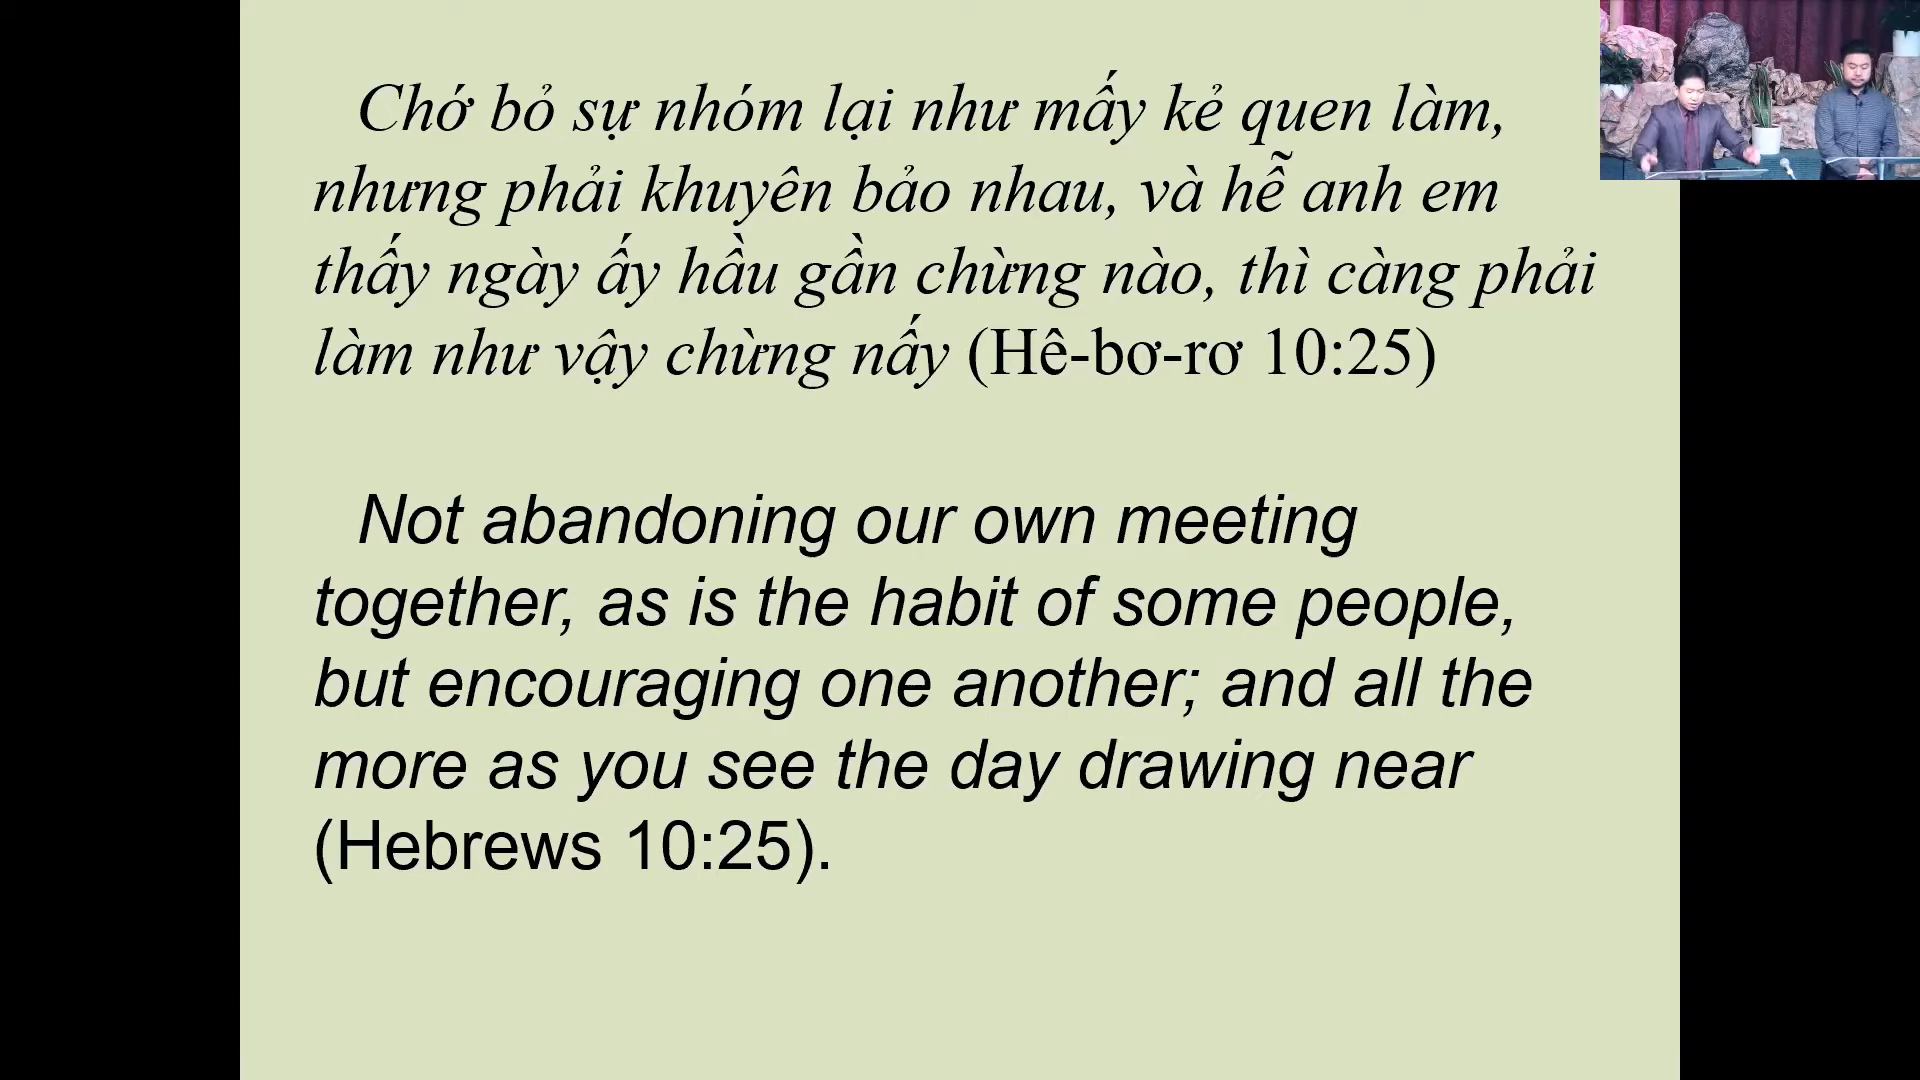 Chớ bỏ sự nhóm lại như mấy kẻ quen làm,
nhưng phải khuyên bảo nhau, và hễ anh em
thấy ngày ấy hầu gần chừng nào, thì càng phải
làm như vậy chừng nấy (Hê-bơ-rơ 10:25)
Not abandoning our own meeting
together, as is the habit of some people,
but encouraging one another; and all the
more as you see the day drawing near
(Hebrews 10:25).